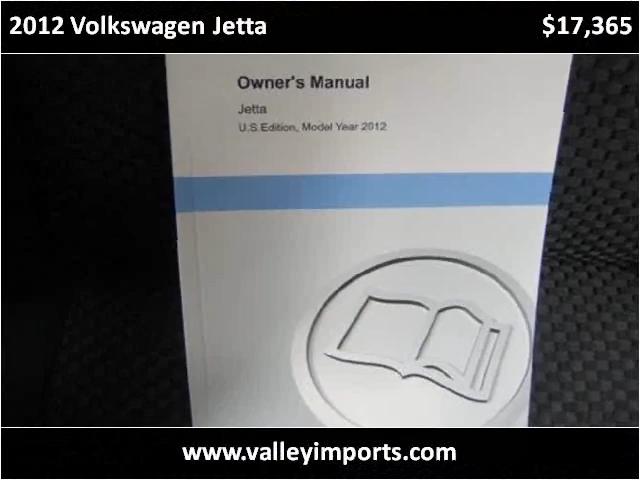 2012 Volkswagen Jetta $17,365
Owner's Manual
Jetta
U.S.Edition, Model Year 2012
www.valleyimports.com